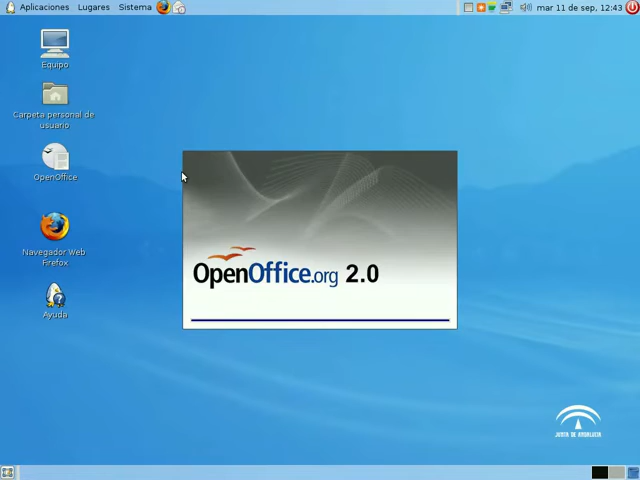 Aplicaciones Lugares Sistema mar 11 de sep, 12:43
Equipo
Carpeta personal de
usuario
OpenOffice
Navegador Web
Firefox
Ayuda
OpenOffice.org 2.0
JUNTA DE ANDALUCIA